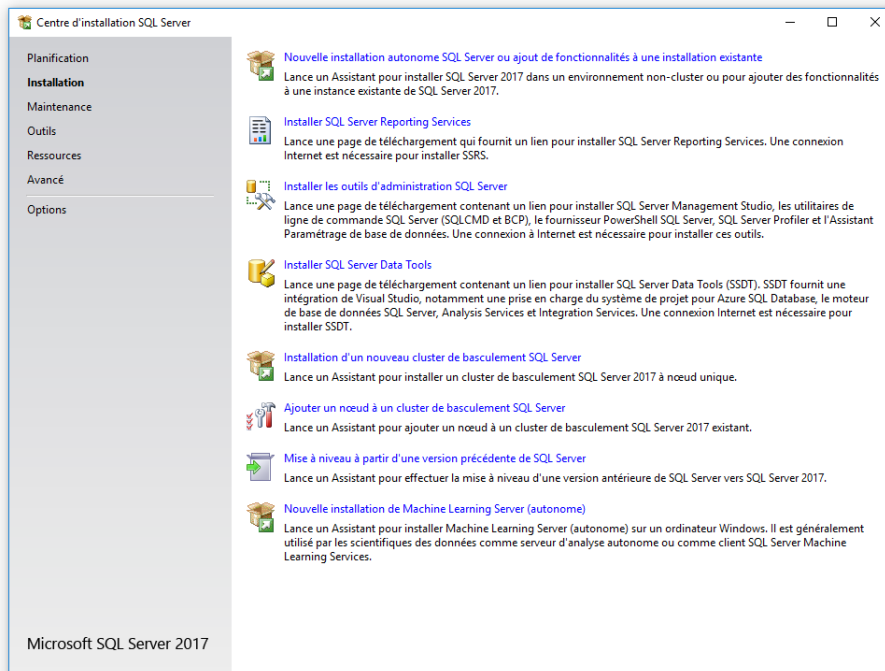 Centre d'installation SQL Server
Planification
Installation
Maintenance
Outils
Ressources
Avancé
Options
Microsoft SQL Server 2017
Nouvelle installation autonome SQL Server ou ajout de fonctionnalités à une installation existante
Lance un Assistant pour installer SQL Server 2017 dans un environnement non-cluster ou pour ajouter des fonctionnalités
à une instance existante de SQL Server 2017.
Installer SQL Server Reporting Services
Lance une page de téléchargement qui fournit un lien pour installer SQL Server Reporting Services. Une connexion
Internet est nécessaire pour installer SSRS.
Installer les outils d'administration SQL Server
Lance une page de téléchargement contenant un lien pour installer SQL Server Management Studio, les utilitaires de
ligne de commande SQL Server (SQLCMD et BCP), le fournisseur PowerShell SQL Server, SQL Server Profiler et l'Assistant
Paramétrage de base de données. Une connexion à Internet est nécessaire pour installer ces outils.
Installer SQL Server Data Tools
Lance une page de téléchargement contenant un lien pour installer SQL Server Data Tools (SSDT). SSDT fournit une
intégration de Visual Studio, notamment une prise en charge du système de projet pour Azure SQL Database, le moteur
de base de données SQL Server, Analysis Services et Integration Services. Une connexion Internet est nécessaire pour
installer SSDT.
Installation d'un nouveau cluster de basculement SQL Server
Lance un Assistant pour installer un cluster de basculement SQL Server 2017 à nœud unique.
Ajouter un nœud à un cluster de basculement SQL Server
Lance un Assistant pour ajouter un nœud à un cluster de basculement SQL Server 2017 existant.
Mise à niveau à partir d'une version précédente de SQL Server
Lance un Assistant pour effectuer la mise à niveau d'une version antérieure de SQL Server vers SQL Server 2017.
Nouvelle installation de Machine Learning Server (autonome)
Lance un Assistant pour installer Machine Learning Server (autonome) sur un ordinateur Windows. Il est généralement
utilisé par les scientifiques des données comme serveur d'analyse autonome ou comme client SQL Server Machine
Learning Services.